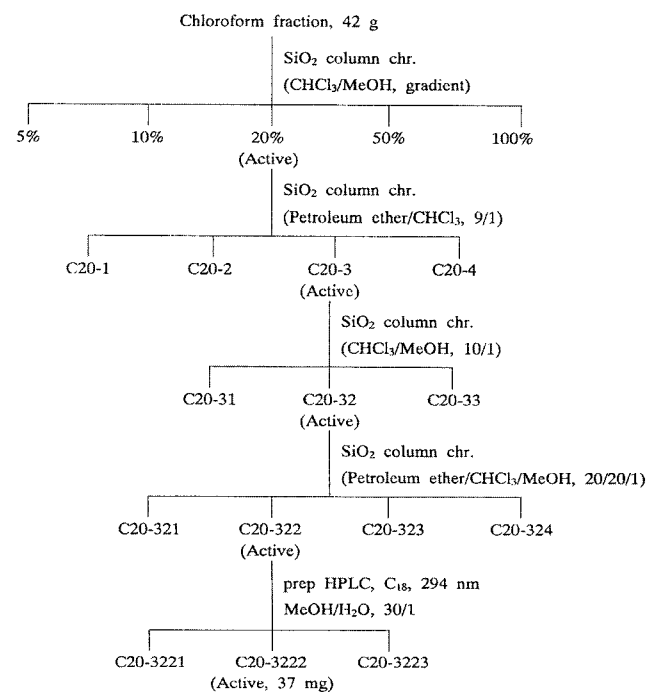 Chloroform fraction, 42 g
SiO₂ column chr.
(CHCl₃/MeOH, gradient)
5% 10% 20% 50% 100%
(Active)
SiO₂ column chr.
(Petroleum ether/CHCl₃, 9/1)
C20-1 C20-2 C20-3 C20-4
(Active)
SiO₂ column chr.
(CHCl₃/MeOH, 10/1)
C20-31 C20-32 C20-33
(Active)
SiO₂ column chr.
(Petroleum ether/CHCl₃/MeOH, 20/20/1)
C20-321 C20-322 C20-323 C20-324
(Active)
prep HPLC, C₁₈, 294 nm
MeOH/H₂O, 30/1
C20-3221 C20-3222 C20-3223
(Active, 37 mg)